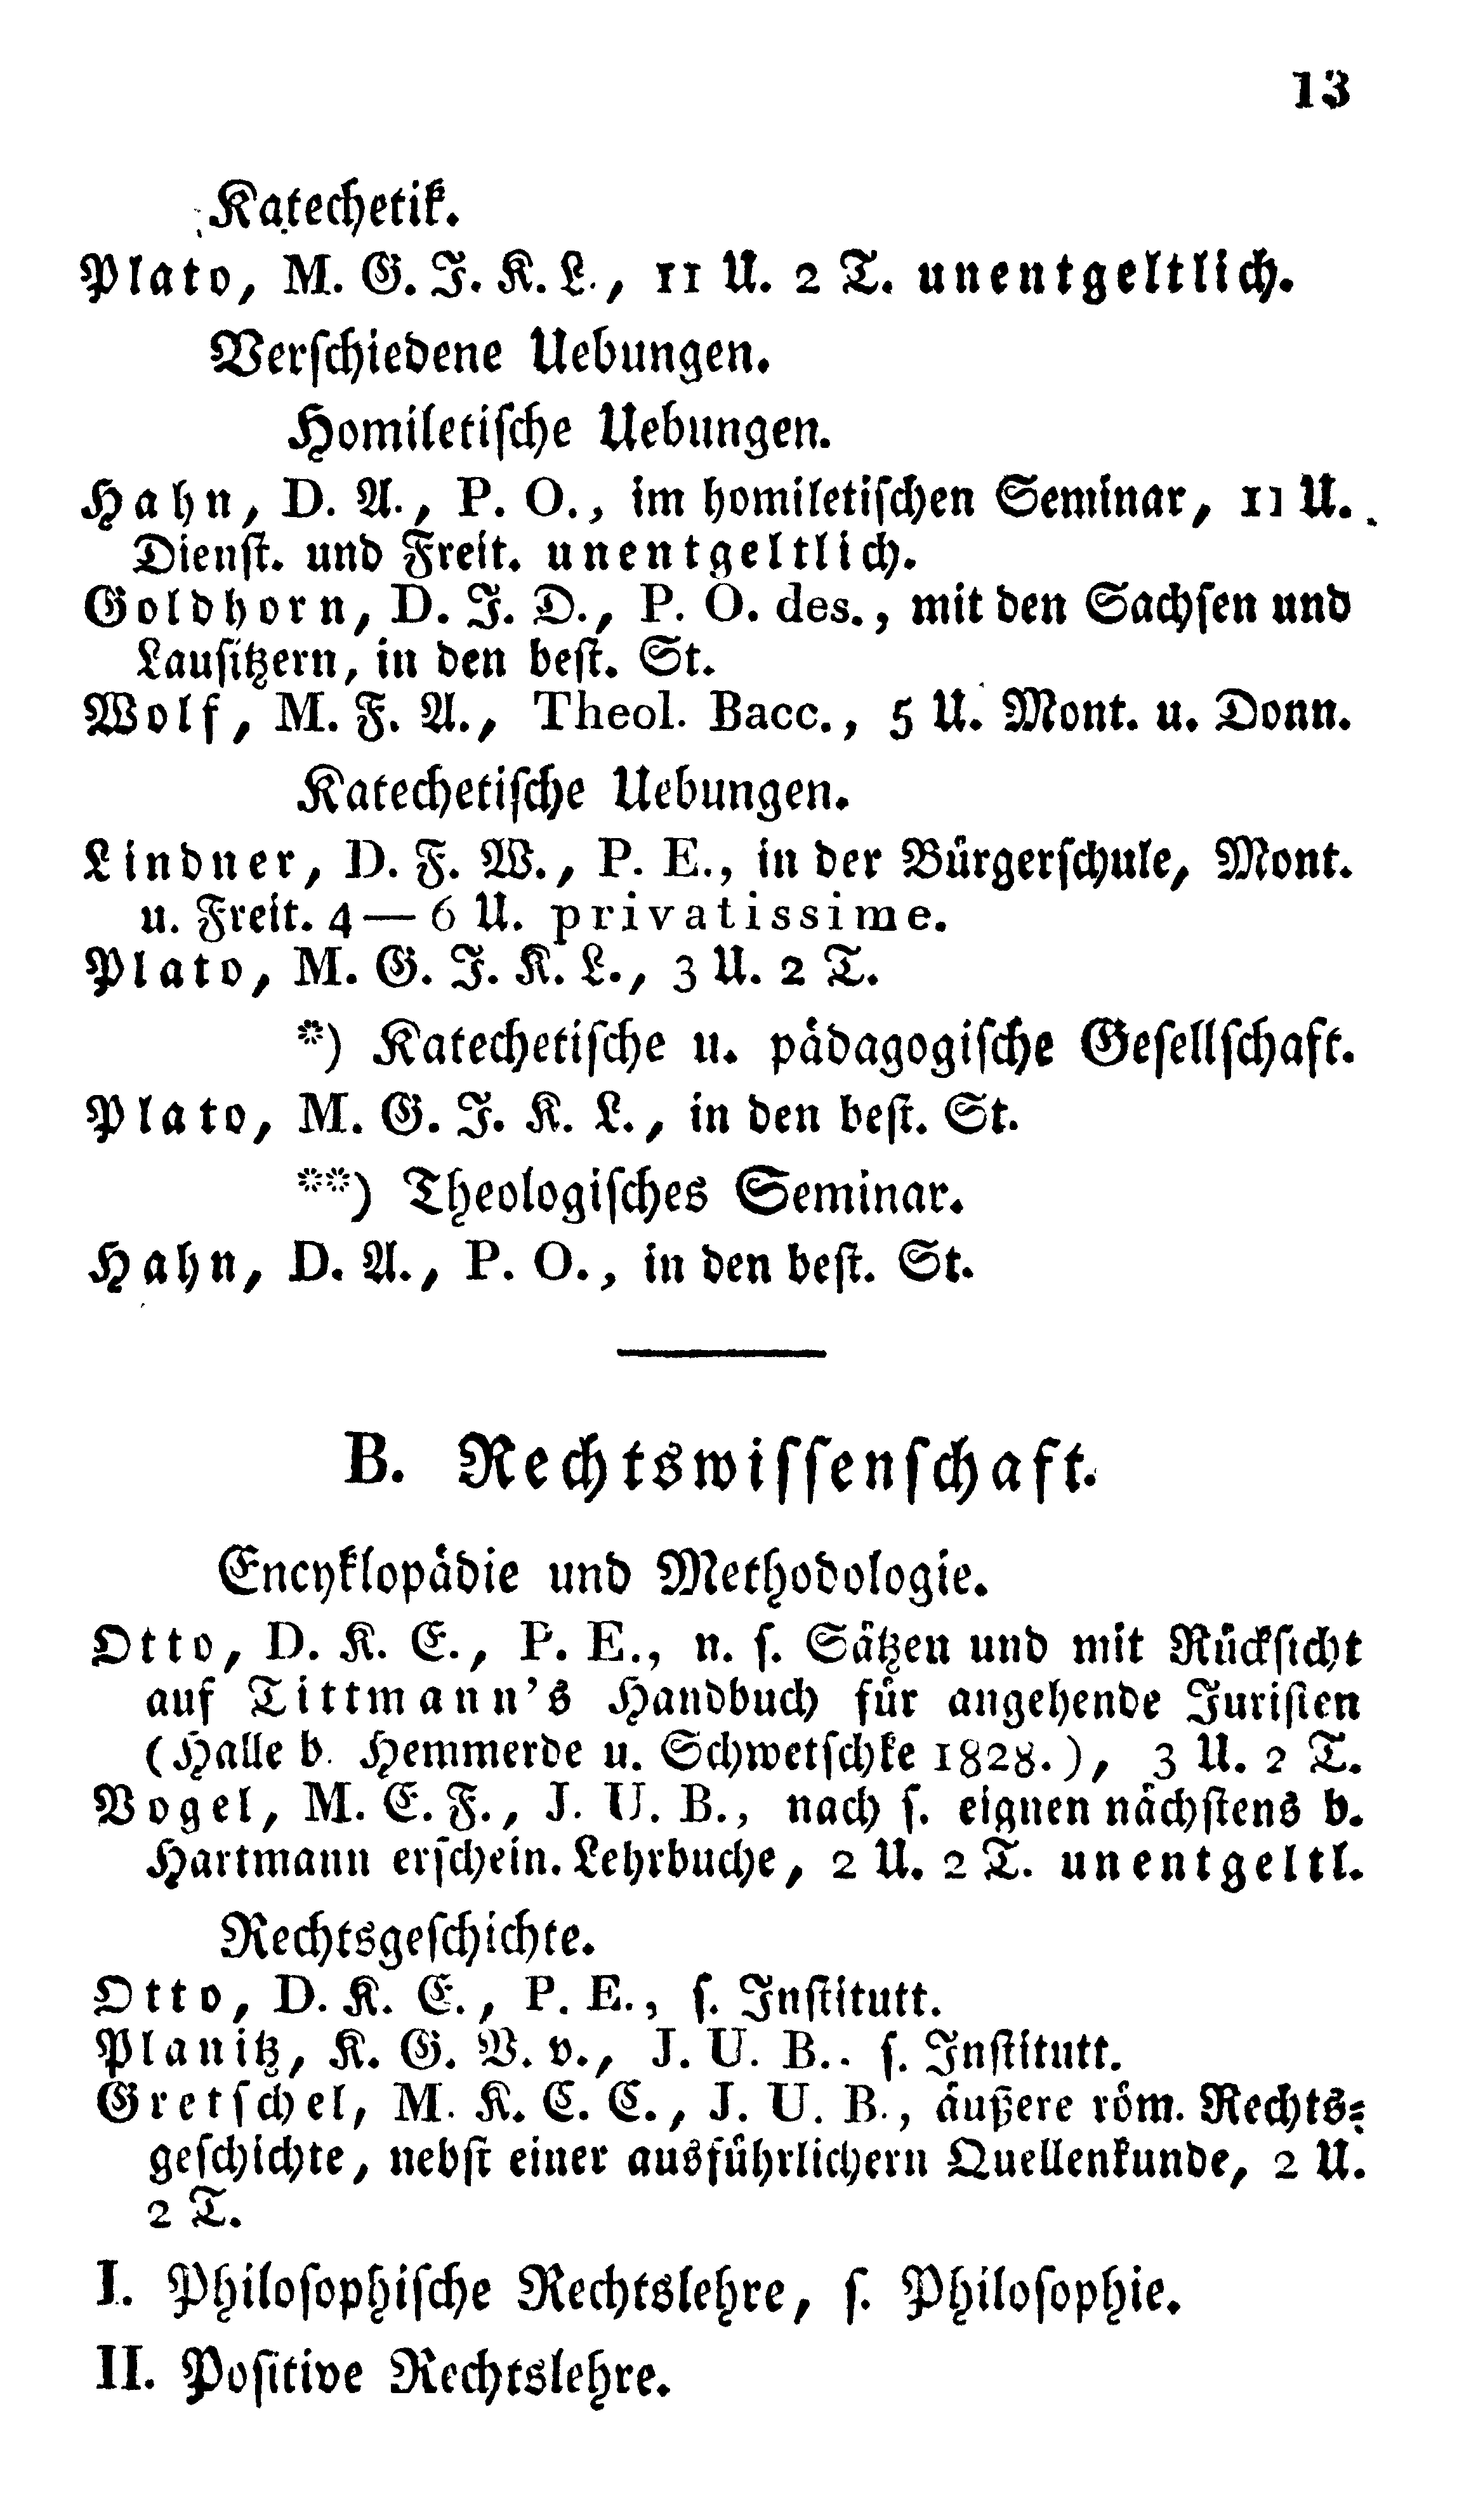 13
Katechetik.
Plato, M. G. J. K. L., 11 U. 2 T. unentgeltlich.
Verſchiedene Uebungen.
Homiletiſche Uebungen.
Hahn, D. A., P. O., im homiletiſchen Seminar, 11 U.
Dienſt. und Freit. unentgeltlich.
Goldhorn, D. J. D., P. O. des., mit den Sachſen und
Lauſitzern, in den beſt. St.
Wolf, M. F. A., Theol. Bacc., 5 U. Mont. u. Donn.
Katechetiſche Uebungen.
Lindner, D. F. W., P. E., in der Bürgerſchule, Mont.
u. Freit. 4 — 6 U. privatissime.
Plato, M. G. J. K. L., 3 U. 2 T.
*) Katechetiſche u. pädagogiſche Geſellſchaft.
Plato, M. G. J. K. L., in den beſt. St.
**) Theologiſches Seminar.
Hahn, D. A., P. O., in den beſt. St.
B. Rechtswiſſenſchaft.
Encyklopädie und Methodologie.
Otto, D. K. E., P. E., n. ſ. Sätzen und mit Rückſicht
auf Tittmann's Handbuch für angehende Juriſten
(Halle b. Hemmerde u. Schwetſchke 1828.), 3 U. 2 T.
Vogel, M. E. F., J. U. B., nach ſ. eignen nächſtens b.
Hartmann erſchein. Lehrbuche, 2 U. 2 T. unentgeltl.
Rechtsgeſchichte.
Otto, D. K. E., P. E., ſ. Inſtitutt.
Planitz, K. G. V. v., J. U. B.. ſ. Inſtitutt.
Gretſchel, M. K. C. C., J. U. B., äußere röm. Rechts⸗
geſchichte, nebſt einer ausführlichern Quellenkunde, 2 U.
2 T.
I. Philoſophiſche Rechtslehre, ſ. Philoſophie.
II. Poſitive Rechtslehre.